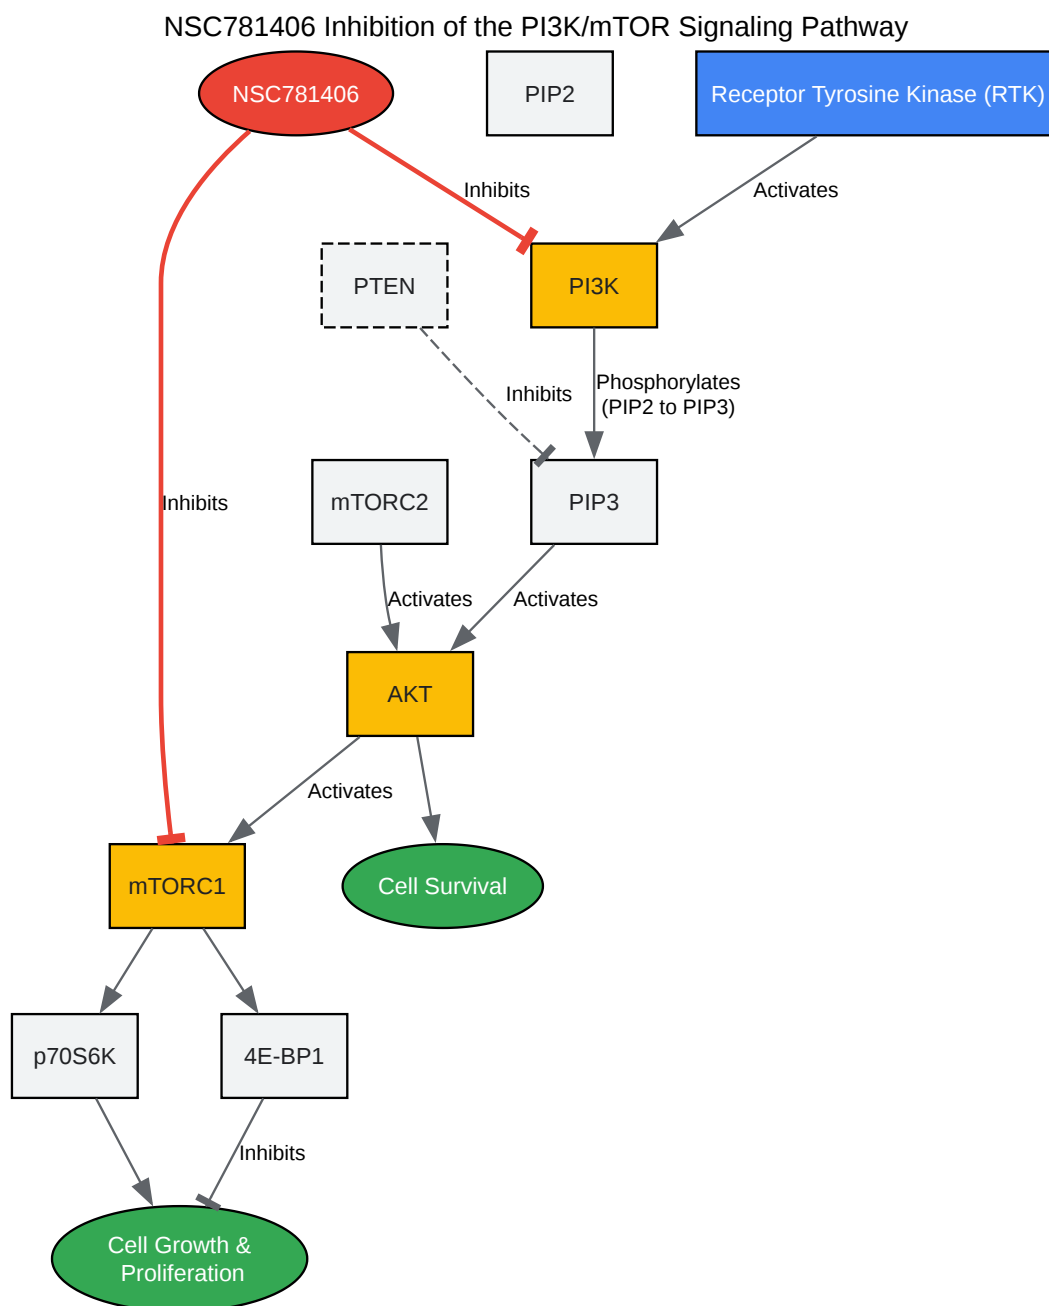 NSC781406 Inhibition of the PI3K/mTOR Signaling Pathway
NSC781406
PIP2
Receptor Tyrosine Kinase (RTK)
Inhibits
Activates
PTEN
PI3K
Inhibits
Phosphorylates
(PIP2 to PIP3)
mTORC2
PIP3
Inhibits
Activates
Activates
AKT
Activates
mTORC1
Cell Survival
p70S6K
4E-BP1
Inhibits
Cell Growth &
Proliferation